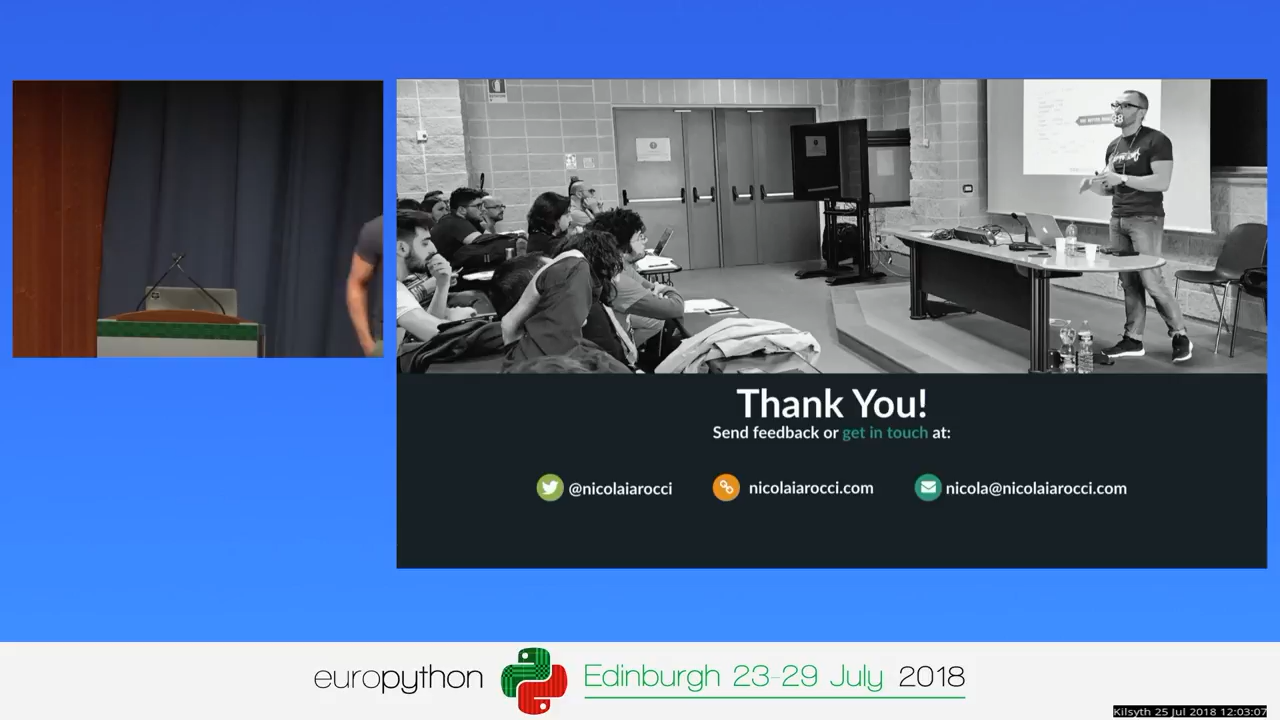 Thank You!
Send feedback or get in touch at:
@nicolaiarocci
nicolaiarocci.com
nicola@nicolaiarocci.com
europython
Edinburgh 23-29 July 2018
Kilsyth 25 Jul 2018 12:03:07